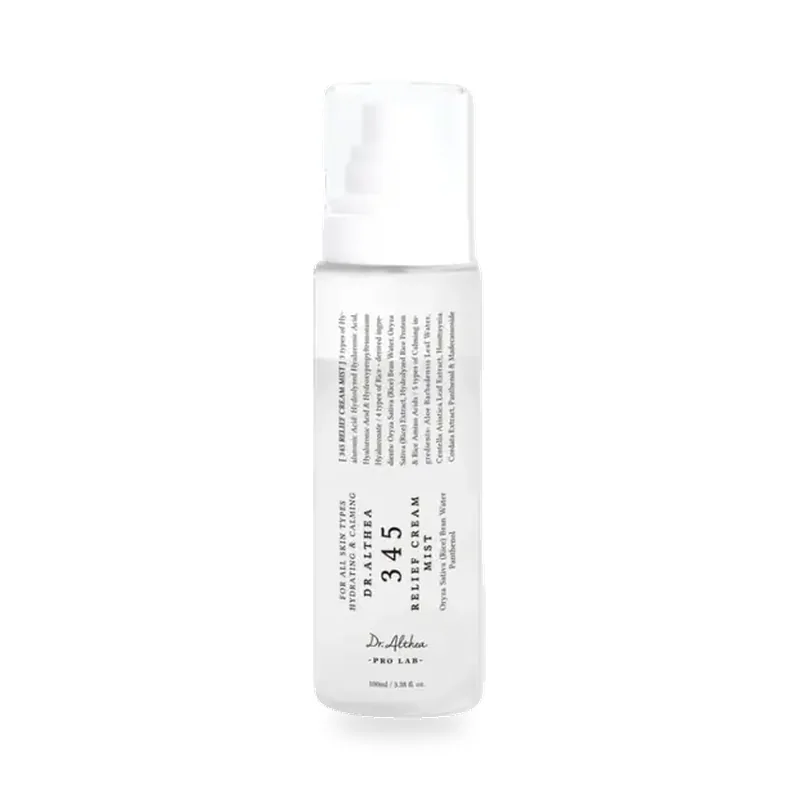 [ 345 RELIEF CREAM MIST ] 3 types of Hy-
aluronic Acid: Hydrolyzed Hyaluronic Acid,
Hyaluronic Acid & Hydroxypropyltrimonium
Hyaluronate / 4 types of Rice - derived ingre-
dients: Oryza Sativa (Rice) Bran Water, Oryza
Sativa (Rice) Extract, Hydrolyzed Rice Protein
& Rice Amino Acids / 5 types of Calming in-
gredients: Aloe Barbadensis Leaf Water,
Centella Asiatica Leaf Extract, Houttuynia
Cordata Extract, Panthenol & Madecassoside
FOR ALL SKIN TYPES
HYDRATING & CALMING
DR.ALTHEA
345
RELIEF CREAM
MIST
Oryza Sativa (Rice) Bran Water
Panthenol
Dr.Althea
-PRO LAB-
100ml / 3.38 fl. oz.